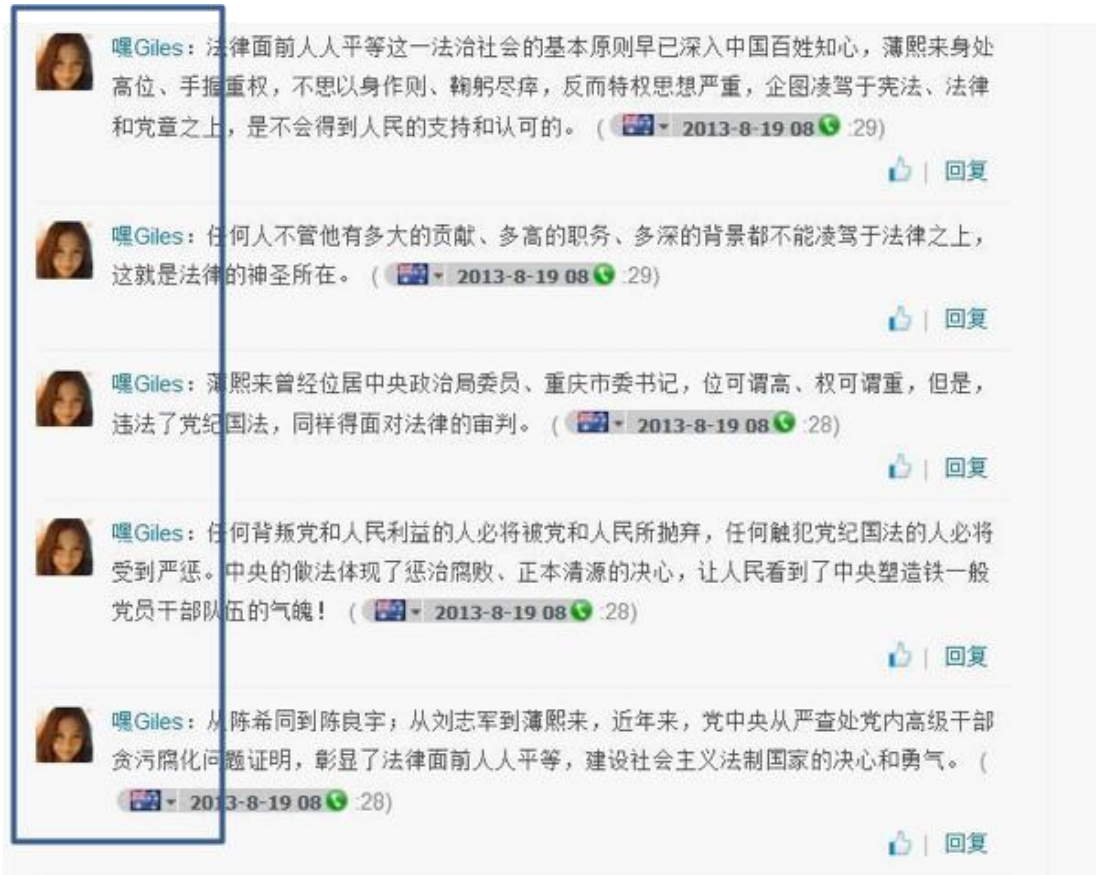 嘿Giles：法律面前人人平等这一法治社会的基本原则早已深入中国百姓知心，薄熙来身处
高位、手握重权，不思以身作则、鞠躬尽瘁，反而特权思想严重，企图凌驾于宪法、法律
和党章之上，是不会得到人民的支持和认可的。 ( 2013-8-19 08 :29)
| 回复
嘿Giles：任何人不管他有多大的贡献、多高的职务、多深的背景都不能凌驾于法律之上，
这就是法律的神圣所在。 ( 2013-8-19 08 :29)
| 回复
嘿Giles：薄熙来曾经位居中央政治局委员、重庆市委书记，位可谓高、权可谓重，但是，
违法了党纪国法，同样得面对法律的审判。 ( 2013-8-19 08 :28)
| 回复
嘿Giles：任何背叛党和人民利益的人必将被党和人民所抛弃，任何触犯党纪国法的人必将
受到严惩。中央的做法体现了惩治腐败、正本清源的决心，让人民看到了中央塑造铁一般
党员干部队伍的气魄！ ( 2013-8-19 08 :28)
| 回复
嘿Giles：从陈希同到陈良宇；从刘志军到薄熙来，近年来，党中央从严查处党内高级干部
贪污腐化问题证明，彰显了法律面前人人平等，建设社会主义法制国家的决心和勇气。 (
2013-8-19 08 :28)
| 回复